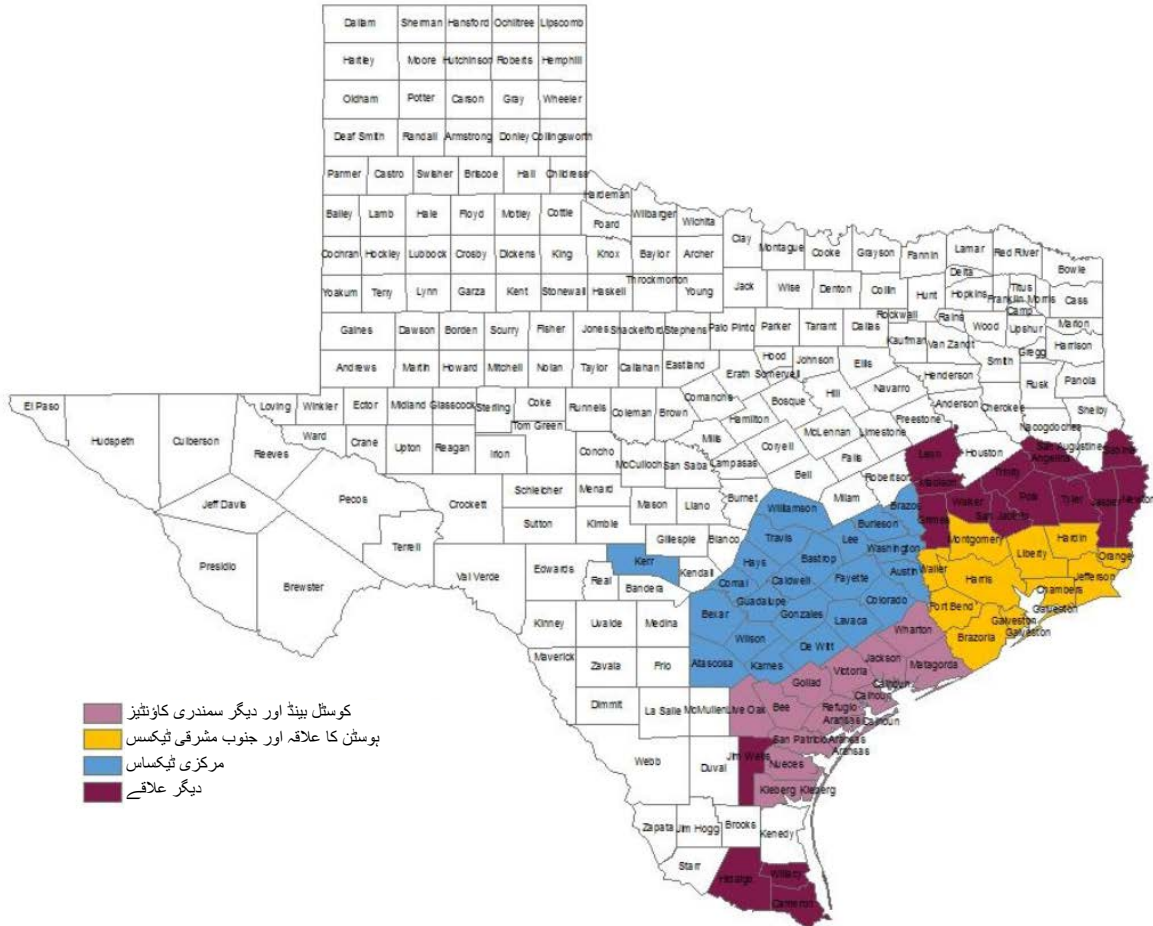 Dallam Sherman Hansford Ochiltree Lipscomb
Hartley Moore Hutchinson Roberts Hemphill
Oldham Potter Carson Gray Wheeler
Deaf Smith Randall Armstrong Donley Collingsworth
Parmer Castro Swisher Briscoe Hall Childress
Hardeman
Bailey Lamb Hale Floyd Motley Cottle Foard Wilbarger Wichita
Clay Montague Cooke Grayson Fannin Lamar Red River Bowie
Cochran Hockley Lubbock Crosby Dickens King Knox Baylor Archer
Delta Titus
Throckmorton
Yoakum Terry Lynn Garza Kent Stonewall Haskell Young Jack Wise Denton Collin Hunt Hopkins Franklin Morris Cass
Rockwall Rains Camp
Gaines Dawson Borden Scurry Fisher Jones Shackelford Stephens Palo Pinto Parker Tarrant Dallas Kaufman Van Zandt Wood Upshur Marion
Gregg Harrison
Andrews Martin Howard Mitchell Nolan Taylor Callahan Eastland Hood Johnson Ellis Smith
Erath Somervell Henderson Rusk Panola
El Paso Hudspeth Culberson Loving Winkler Ector Midland Glasscock Sterling Coke Runnels Coleman Brown Comanche Bosque Hill Navarro Anderson Cherokee Shelby
Reeves Ward Crane Upton Reagan Irion Tom Green Concho Hamilton McLennan Limestone Freestone Nacogdoches
Mills Coryell Falls Leon Houston San Augustine Sabine
McCulloch San Saba Lampasas Bell Robertson Madison Trinity Angelina
Jeff Davis Pecos Crockett Schleicher Menard Mason Llano Burnet Williamson Milam Brazos Grimes Walker San Jacinto Polk Tyler Jasper Newton
Sutton Kimble Gillespie Blanco Travis Lee Burleson Washington Montgomery Liberty Hardin Orange
Presidio Brewster Terrell Val Verde Edwards Kerr Kendall Hays Bastrop Austin Waller Harris Jefferson
Real Bandera Comal Caldwell Fayette Chambers
Galveston
Kinney Uvalde Medina Bexar Guadalupe Gonzales Colorado Fort Bend
Lavaca Galveston
Galveston
Wilson Wharton Brazoria
Maverick Zavala Frio Atascosa Karnes De Witt Jackson Matagorda
Victoria
Goliad Calhoun
Dimmit La Salle McMullen Live Oak Bee Refugio Calhoun
Aransas Calhoun
San Patricio Aransas
Aransas
Webb Duval Jim Wells Nueces
Kleberg Kleberg
Zapata Jim Hogg Brooks Kenedy
Starr Hidalgo Willacy
Cameron
کوسٹل بینڈ اور دیگر سمندری کاؤنٹیز
ہوسٹن کا علاقہ اور جنوب مشرقی ٹیکسس
مرکزی ٹیکساس
دیگر علاقے